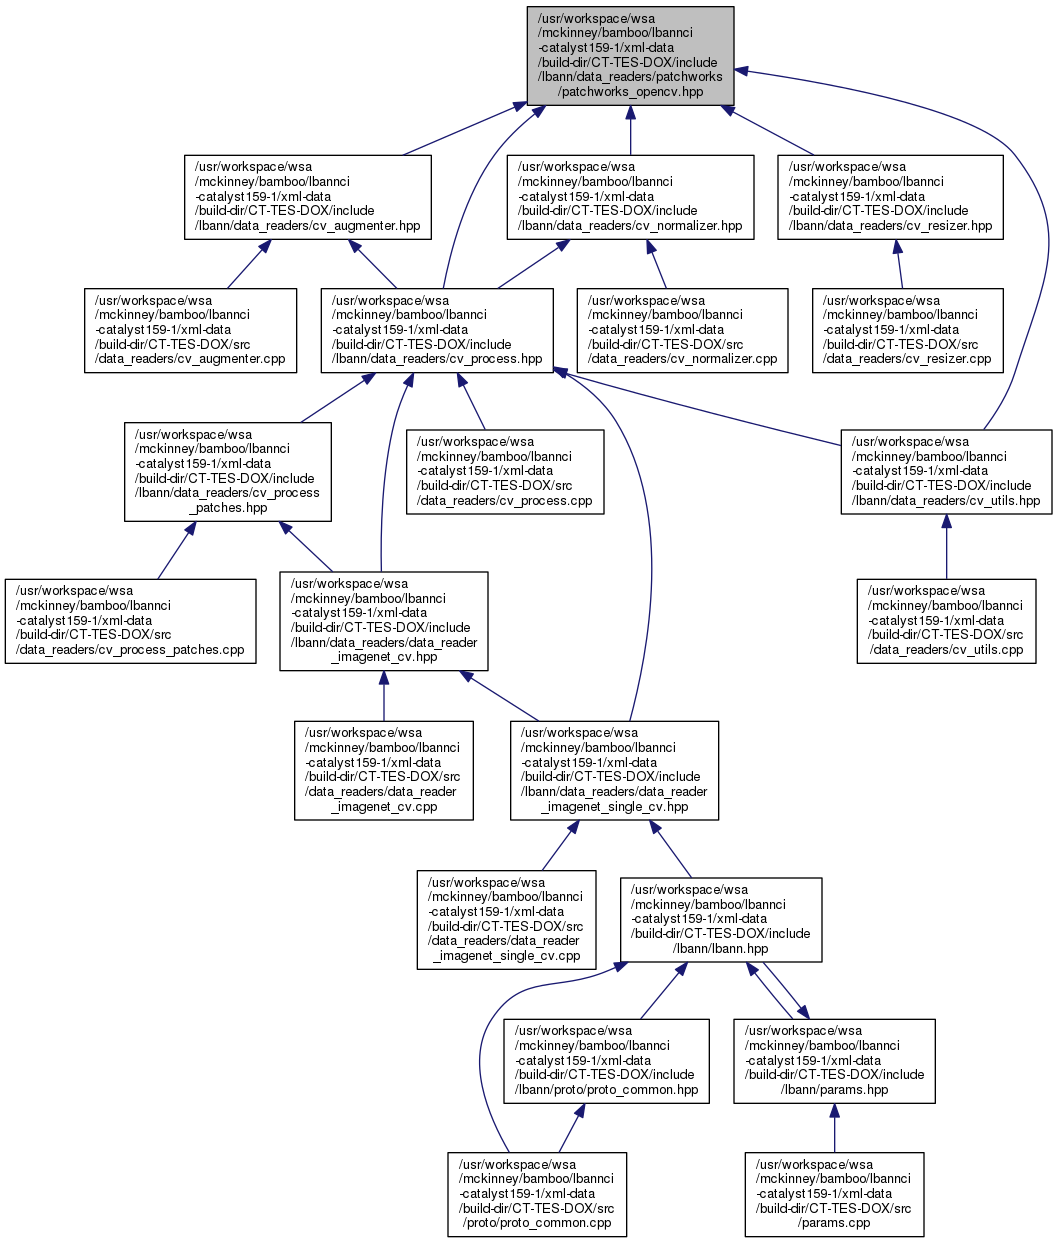 /usr/workspace/wsa
/mckinney/bamboo/lbannci
-catalyst159-1/xml-data
/build-dir/CT-TES-DOX/include
/lbann/data_readers/patchworks
/patchworks_opencv.hpp
/usr/workspace/wsa
/mckinney/bamboo/lbannci
-catalyst159-1/xml-data
/build-dir/CT-TES-DOX/include
/lbann/data_readers/cv_augmenter.hpp
/usr/workspace/wsa
/mckinney/bamboo/lbannci
-catalyst159-1/xml-data
/build-dir/CT-TES-DOX/include
/lbann/data_readers/cv_normalizer.hpp
/usr/workspace/wsa
/mckinney/bamboo/lbannci
-catalyst159-1/xml-data
/build-dir/CT-TES-DOX/include
/lbann/data_readers/cv_resizer.hpp
/usr/workspace/wsa
/mckinney/bamboo/lbannci
-catalyst159-1/xml-data
/build-dir/CT-TES-DOX/src
/data_readers/cv_augmenter.cpp
/usr/workspace/wsa
/mckinney/bamboo/lbannci
-catalyst159-1/xml-data
/build-dir/CT-TES-DOX/include
/lbann/data_readers/cv_process.hpp
/usr/workspace/wsa
/mckinney/bamboo/lbannci
-catalyst159-1/xml-data
/build-dir/CT-TES-DOX/src
/data_readers/cv_normalizer.cpp
/usr/workspace/wsa
/mckinney/bamboo/lbannci
-catalyst159-1/xml-data
/build-dir/CT-TES-DOX/src
/data_readers/cv_resizer.cpp
/usr/workspace/wsa
/mckinney/bamboo/lbannci
-catalyst159-1/xml-data
/build-dir/CT-TES-DOX/include
/lbann/data_readers/cv_process
_patches.hpp
/usr/workspace/wsa
/mckinney/bamboo/lbannci
-catalyst159-1/xml-data
/build-dir/CT-TES-DOX/src
/data_readers/cv_process.cpp
/usr/workspace/wsa
/mckinney/bamboo/lbannci
-catalyst159-1/xml-data
/build-dir/CT-TES-DOX/include
/lbann/data_readers/cv_utils.hpp
/usr/workspace/wsa
/mckinney/bamboo/lbannci
-catalyst159-1/xml-data
/build-dir/CT-TES-DOX/src
/data_readers/cv_process_patches.cpp
/usr/workspace/wsa
/mckinney/bamboo/lbannci
-catalyst159-1/xml-data
/build-dir/CT-TES-DOX/include
/lbann/data_readers/data_reader
_imagenet_cv.hpp
/usr/workspace/wsa
/mckinney/bamboo/lbannci
-catalyst159-1/xml-data
/build-dir/CT-TES-DOX/src
/data_readers/cv_utils.cpp
/usr/workspace/wsa
/mckinney/bamboo/lbannci
-catalyst159-1/xml-data
/build-dir/CT-TES-DOX/src
/data_readers/data_reader
_imagenet_cv.cpp
/usr/workspace/wsa
/mckinney/bamboo/lbannci
-catalyst159-1/xml-data
/build-dir/CT-TES-DOX/include
/lbann/data_readers/data_reader
_imagenet_single_cv.hpp
/usr/workspace/wsa
/mckinney/bamboo/lbannci
-catalyst159-1/xml-data
/build-dir/CT-TES-DOX/src
/data_readers/data_reader
_imagenet_single_cv.cpp
/usr/workspace/wsa
/mckinney/bamboo/lbannci
-catalyst159-1/xml-data
/build-dir/CT-TES-DOX/include
/lbann/lbann.hpp
/usr/workspace/wsa
/mckinney/bamboo/lbannci
-catalyst159-1/xml-data
/build-dir/CT-TES-DOX/include
/lbann/proto/proto_common.hpp
/usr/workspace/wsa
/mckinney/bamboo/lbannci
-catalyst159-1/xml-data
/build-dir/CT-TES-DOX/include
/lbann/params.hpp
/usr/workspace/wsa
/mckinney/bamboo/lbannci
-catalyst159-1/xml-data
/build-dir/CT-TES-DOX/src
/proto/proto_common.cpp
/usr/workspace/wsa
/mckinney/bamboo/lbannci
-catalyst159-1/xml-data
/build-dir/CT-TES-DOX/src
/params.cpp